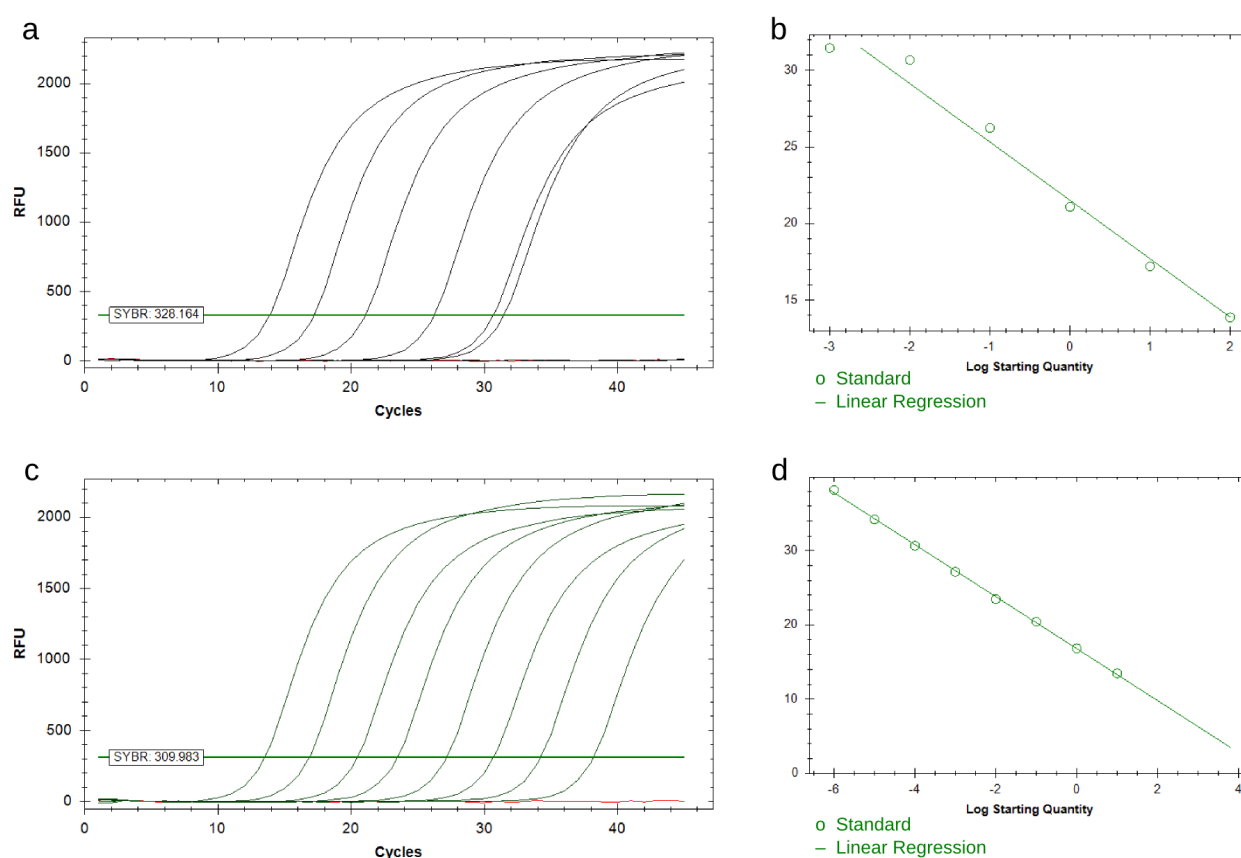 a
RFU
2000
1500
1000
500
0
SYBR: 328.164
0 10 20 30 40
Cycles
b
30
25
20
15
-3 -2 -1 0 1 2
Log Starting Quantity
o Standard
– Linear Regression
c
RFU
2000
1500
1000
500
0
SYBR: 309.983
0 10 20 30 40
Cycles
d
30
20
10
0
-6 -4 -2 0 2 4
Log Starting Quantity
o Standard
– Linear Regression